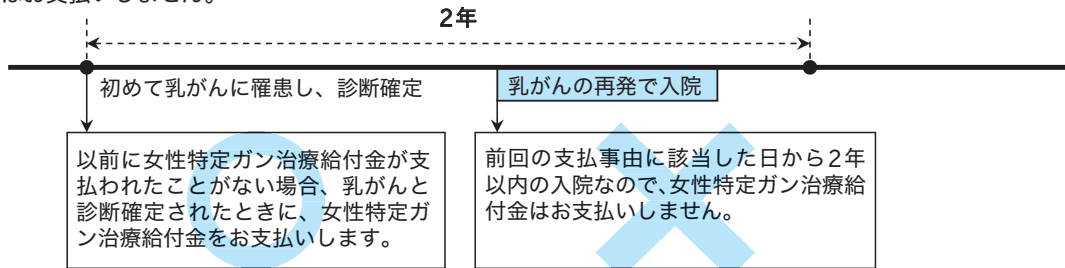 はお支払いしません。
2年
初めて乳がんに罹患し、診断確定
乳がんの再発で入院
以前に女性特定ガン治療給付金が支
払われたことがない場合、乳がんと
診断確定されたときに、女性特定ガ
ン治療給付金をお支払いします。
前回の支払事由に該当した日から2年
以内の入院なので、女性特定ガン治療給
付金はお支払いしません。